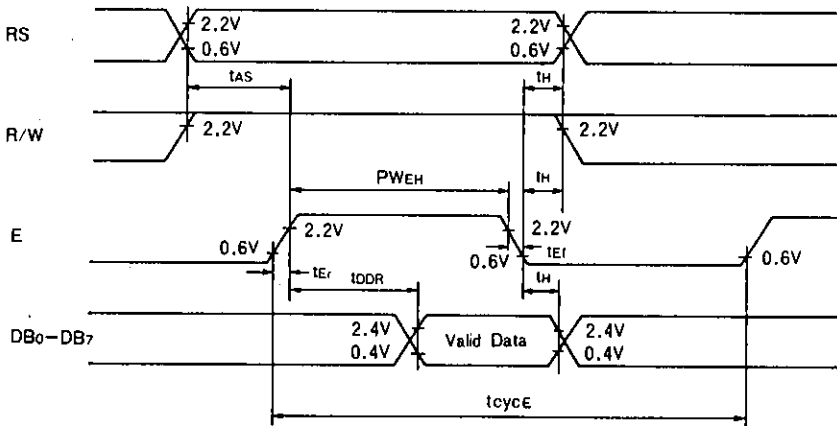 RS
2.2V
0.6V
2.2V
0.6V
tAS
tH
R/W
2.2V
2.2V
PWEH
tH
E
0.6V
2.2V
2.2V
0.6V
tEf
0.6V
tEr
tDDR
tH
DB0-DB7
2.4V
0.4V
Valid Data
2.4V
0.4V
tcycE